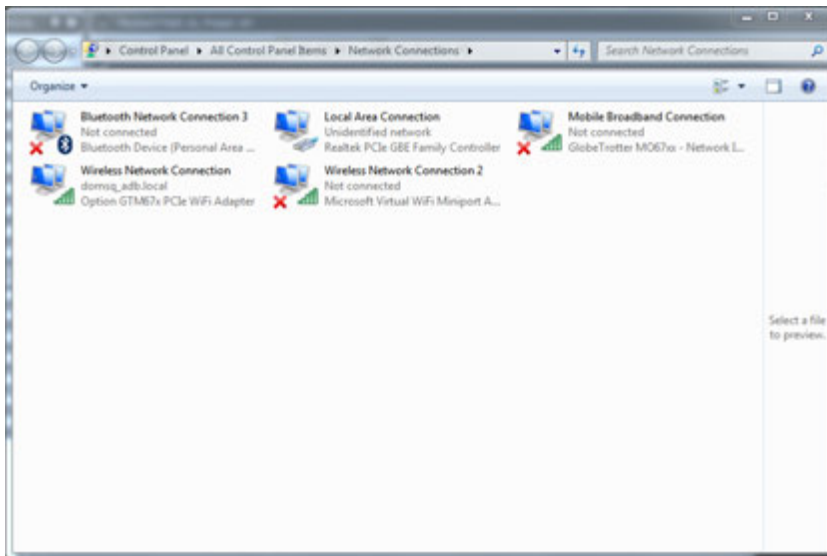 Control Panel ▸ All Control Panel Items ▸ Network Connections ▸
Search Network Connections
Organize
Bluetooth Network Connection 3
Not connected
Bluetooth Device (Personal Area ...
Local Area Connection
Unidentified network
Realtek PCIe GBE Family Controller
Mobile Broadband Connection
Not connected
GlobeTrotter MO67xx - Network I...
Wireless Network Connection
domsq_adb.local
Option GTM67x PCIe WiFi Adapter
Wireless Network Connection 2
Not connected
Microsoft Virtual WiFi Miniport A...
Select a file
to preview.